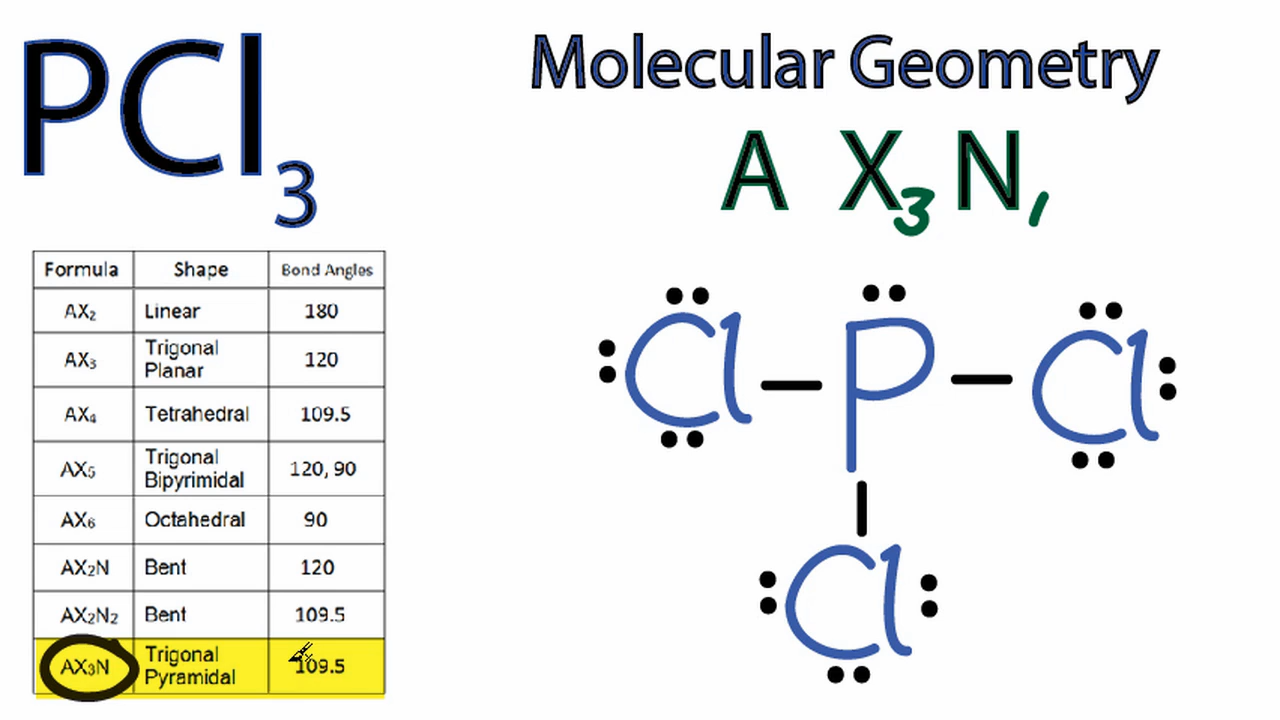 PCl₃
Molecular Geometry
A X₃ N₁
Formula Shape Bond Angles
AX₂ Linear 180
AX₃ Trigonal Planar 120
AX₄ Tetrahedral 109.5
AX₅ Trigonal Bipyrimidal 120, 90
AX₆ Octahedral 90
AX₂N Bent 120
AX₂N₂ Bent 109.5
AX₃N Trigonal Pyramidal 109.5
Cl P Cl
Cl